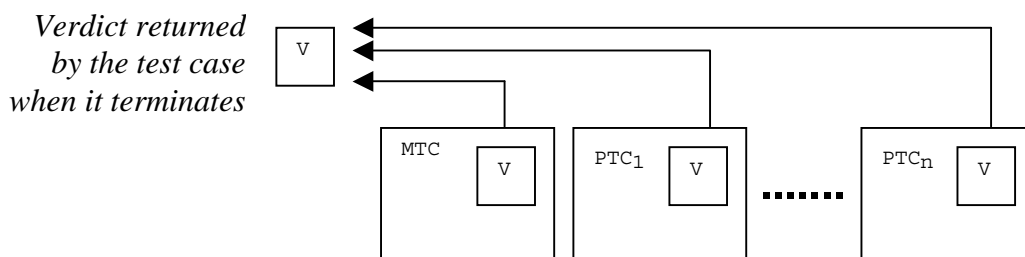 Verdict returned
by the test case
when it terminates
V
MTC
V
PTC1
V
PTCn
V